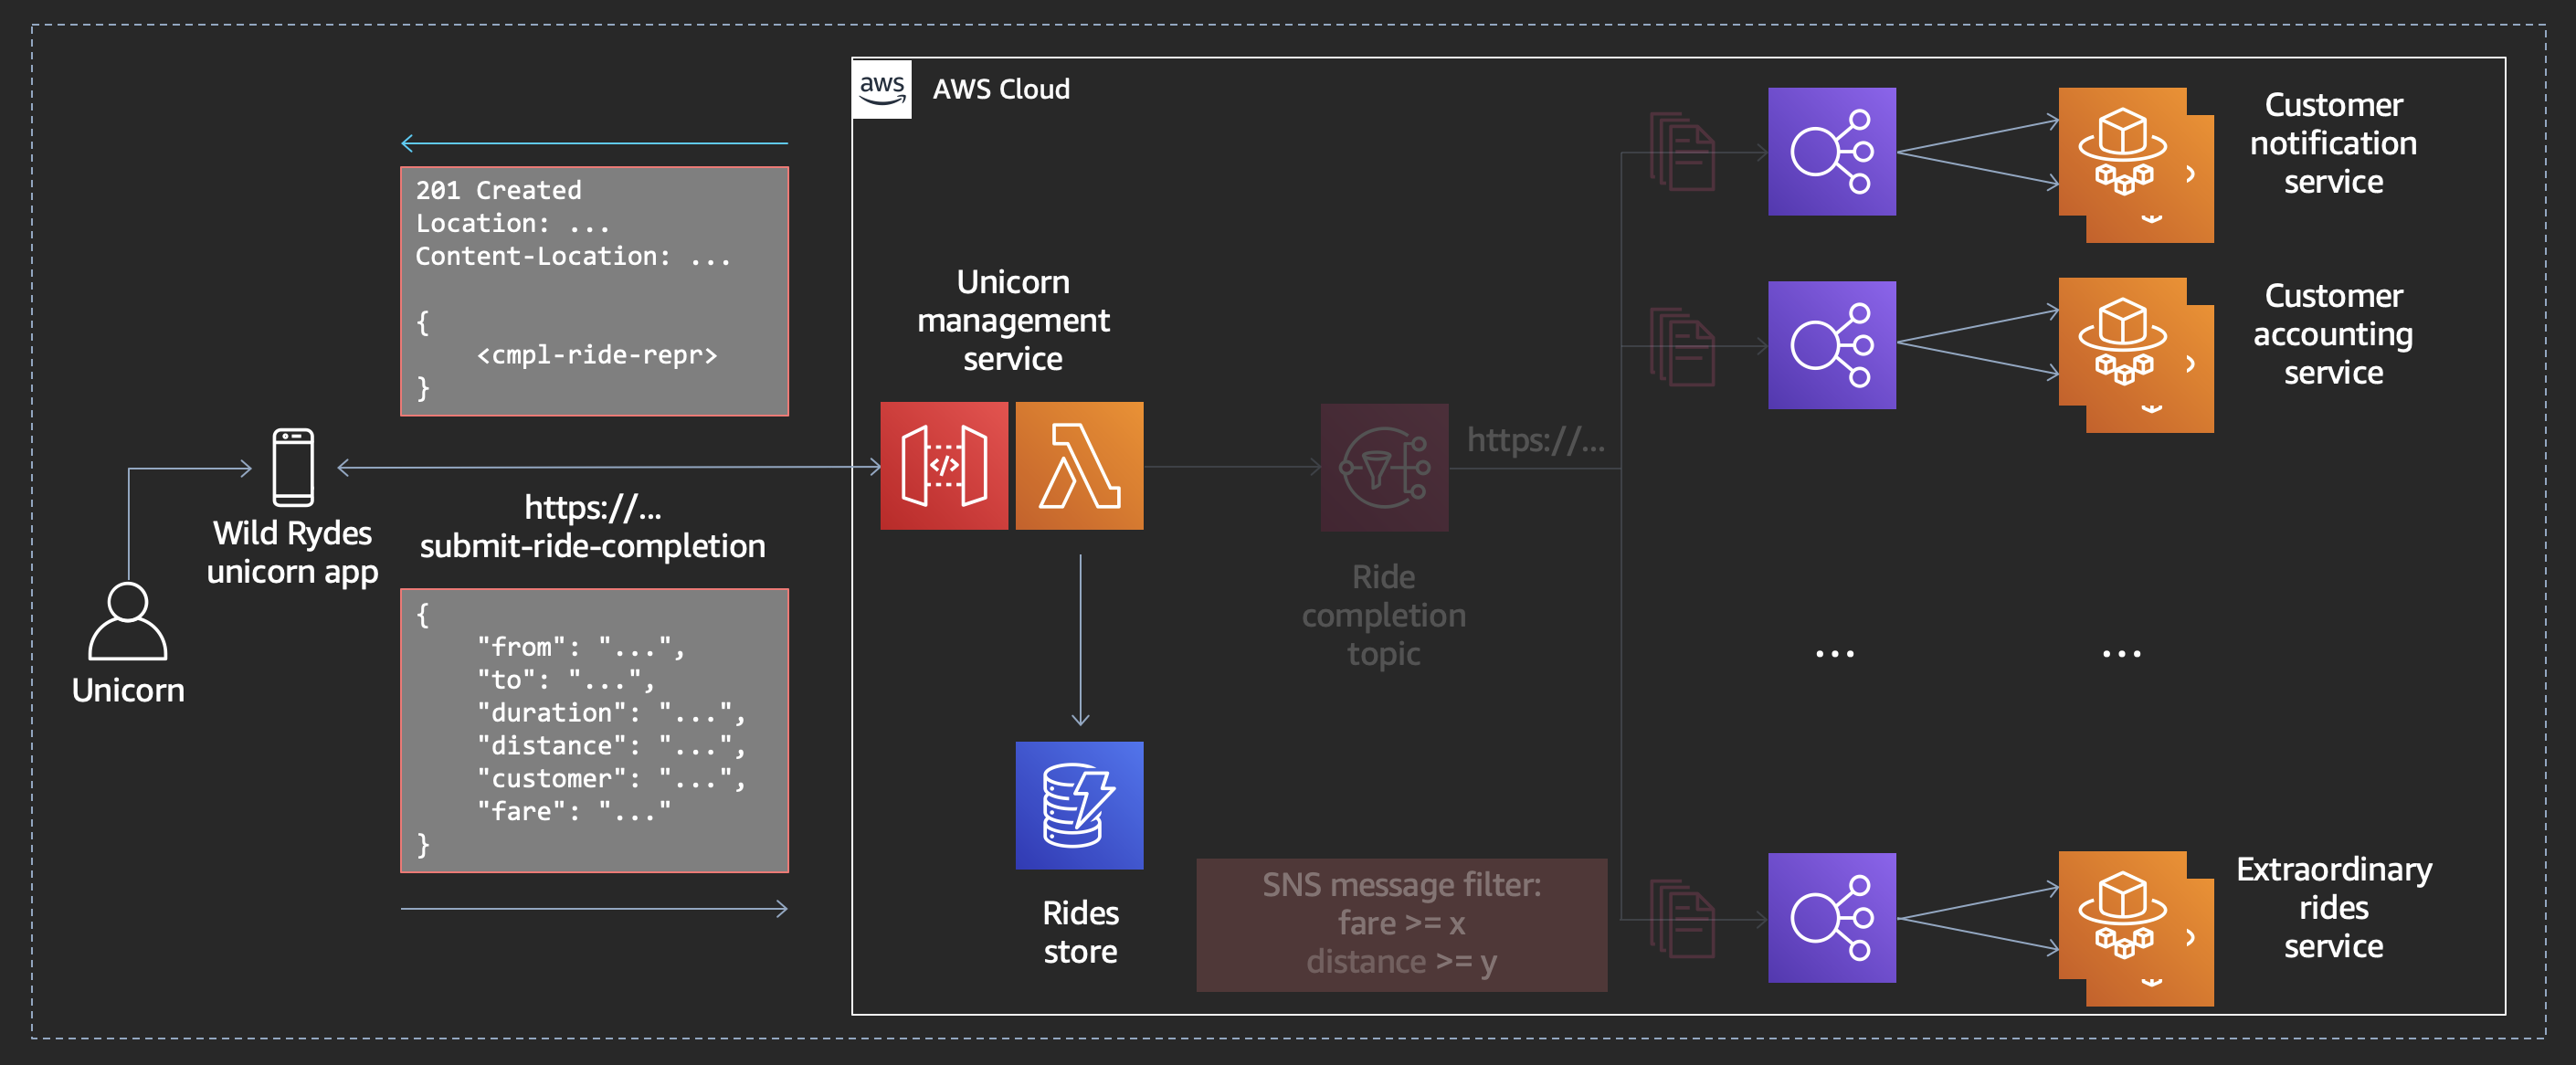 aws
AWS Cloud
201 Created
Location: ...
Content-Location: ...
{
<cmpl-ride-repr>
}
Unicorn
management
service
</>
Wild Rydes
unicorn app
https://...
submit-ride-completion
{
"from": "...",
"to": "...",
"duration": "...",
"distance": "...",
"customer": "...",
"fare": "..."
}
Unicorn
Rides
store
https://...
Ride
completion
topic
SNS message filter:
fare >= x
distance >= y
Customer
notification
service
Customer
accounting
service
...
...
Extraordinary
rides
service